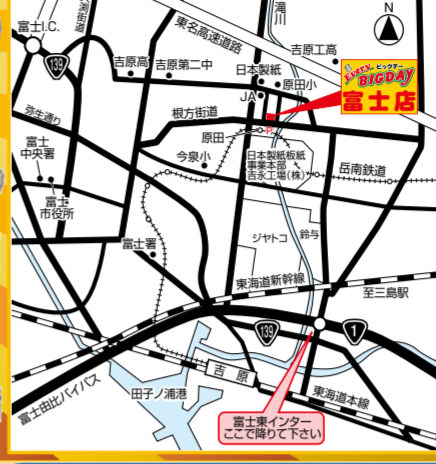 富士I.C.
渕街道
滝川
東名高速道路
N
吉原工高
139
吉原高
吉原第二中
日本製紙
原田小
JA
Every
ビッグデー
BIGDAY
富士店
弥生通り
根方街道
P
原田
富士
中央署
今泉小
日本製紙板紙
事業本部
吉永工場(株)
岳南鉄道
富士
市役所
富士署
ジヤトコ
鈴与
東海道新幹線
至三島駅
139
1
吉原
富士由比バイパス
田子ノ浦港
東海道本線
富士東インター
ここで降りて下さい